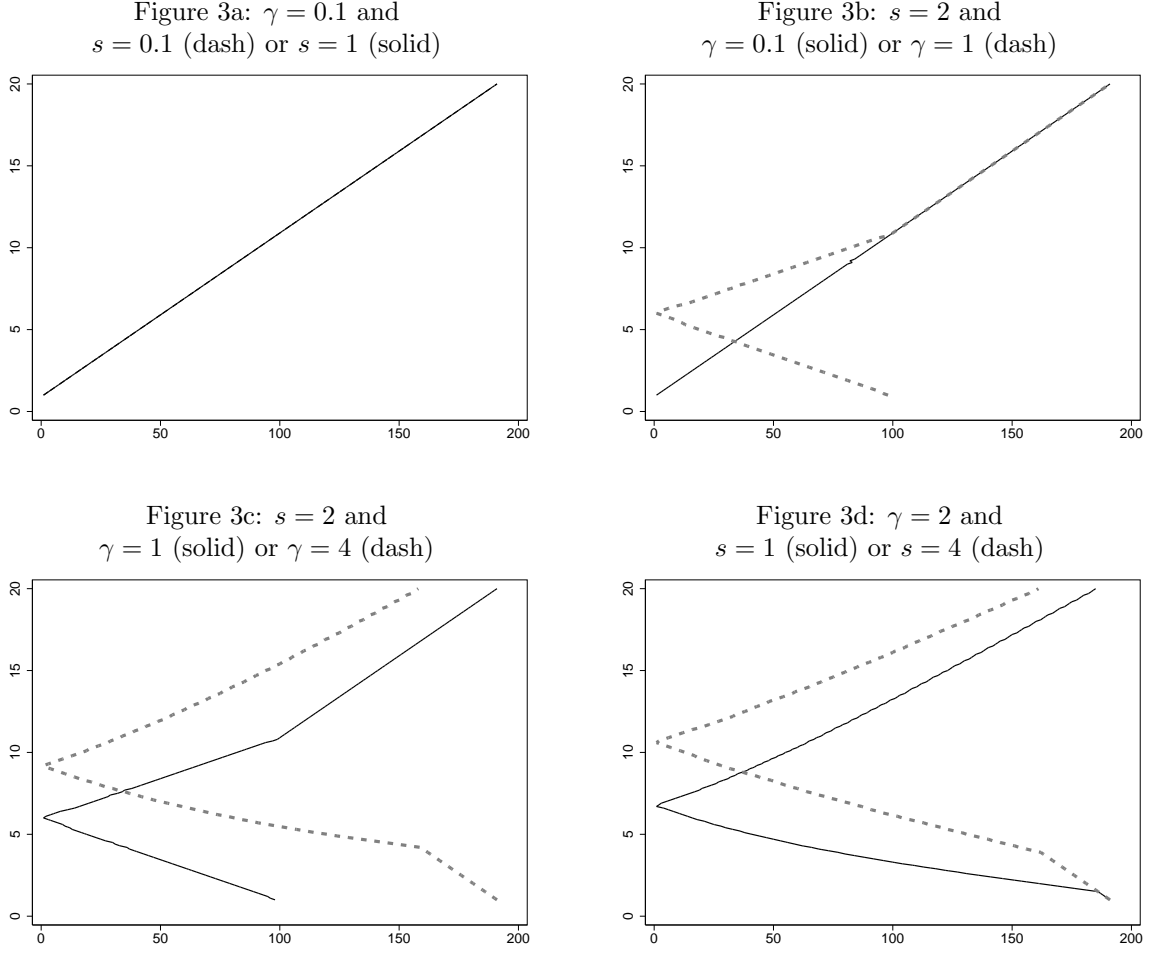 Figure 3a: γ = 0.1 and
s = 0.1 (dash) or s = 1 (solid)
20
15
10
5
0
0 50 100 150 200
Figure 3b: s = 2 and
γ = 0.1 (solid) or γ = 1 (dash)
20
15
10
5
0
0 50 100 150 200
Figure 3c: s = 2 and
γ = 1 (solid) or γ = 4 (dash)
20
15
10
5
0
0 50 100 150 200
Figure 3d: γ = 2 and
s = 1 (solid) or s = 4 (dash)
20
15
10
5
0
0 50 100 150 200